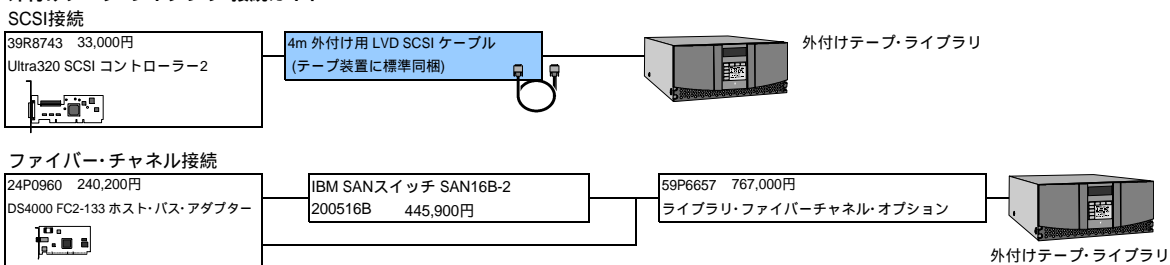 SCSI接続
39R8743 33,000円
Ultra320 SCSI コントローラー2
4m 外付け用 LVD SCSI ケーブル
(テープ装置に標準同梱)
外付けテープ・ライブラリ
ファイバー・チャネル接続
24P0960 240,200円
DS4000 FC2-133 ホスト・バス・アダプター
IBM SANスイッチ SAN16B-2
200516B 445,900円
59P6657 767,000円
ライブラリ・ファイバーチャネル・オプション
外付けテープ・ライブラリ